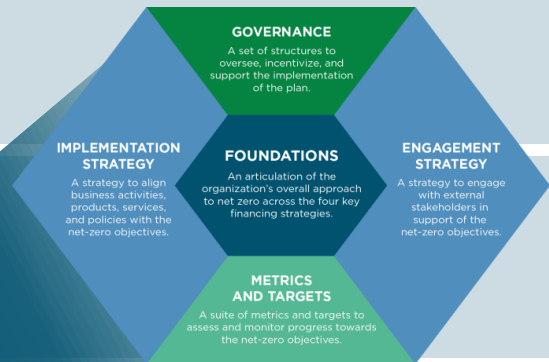 GOVERNANCE
A set of structures to
oversee, incentivize, and
support the implementation
of the plan.
IMPLEMENTATION
STRATEGY
A strategy to align
business activities,
products, services,
and policies with the
net-zero objectives.
FOUNDATIONS
An articulation of the
organization's overall approach
to net zero across the four key
financing strategies.
ENGAGEMENT
STRATEGY
A strategy to engage
with external
stakeholders in
support of the
net-zero objectives.
METRICS
AND TARGETS
A suite of metrics and targets to
assess and monitor progress towards
the net-zero objectives.